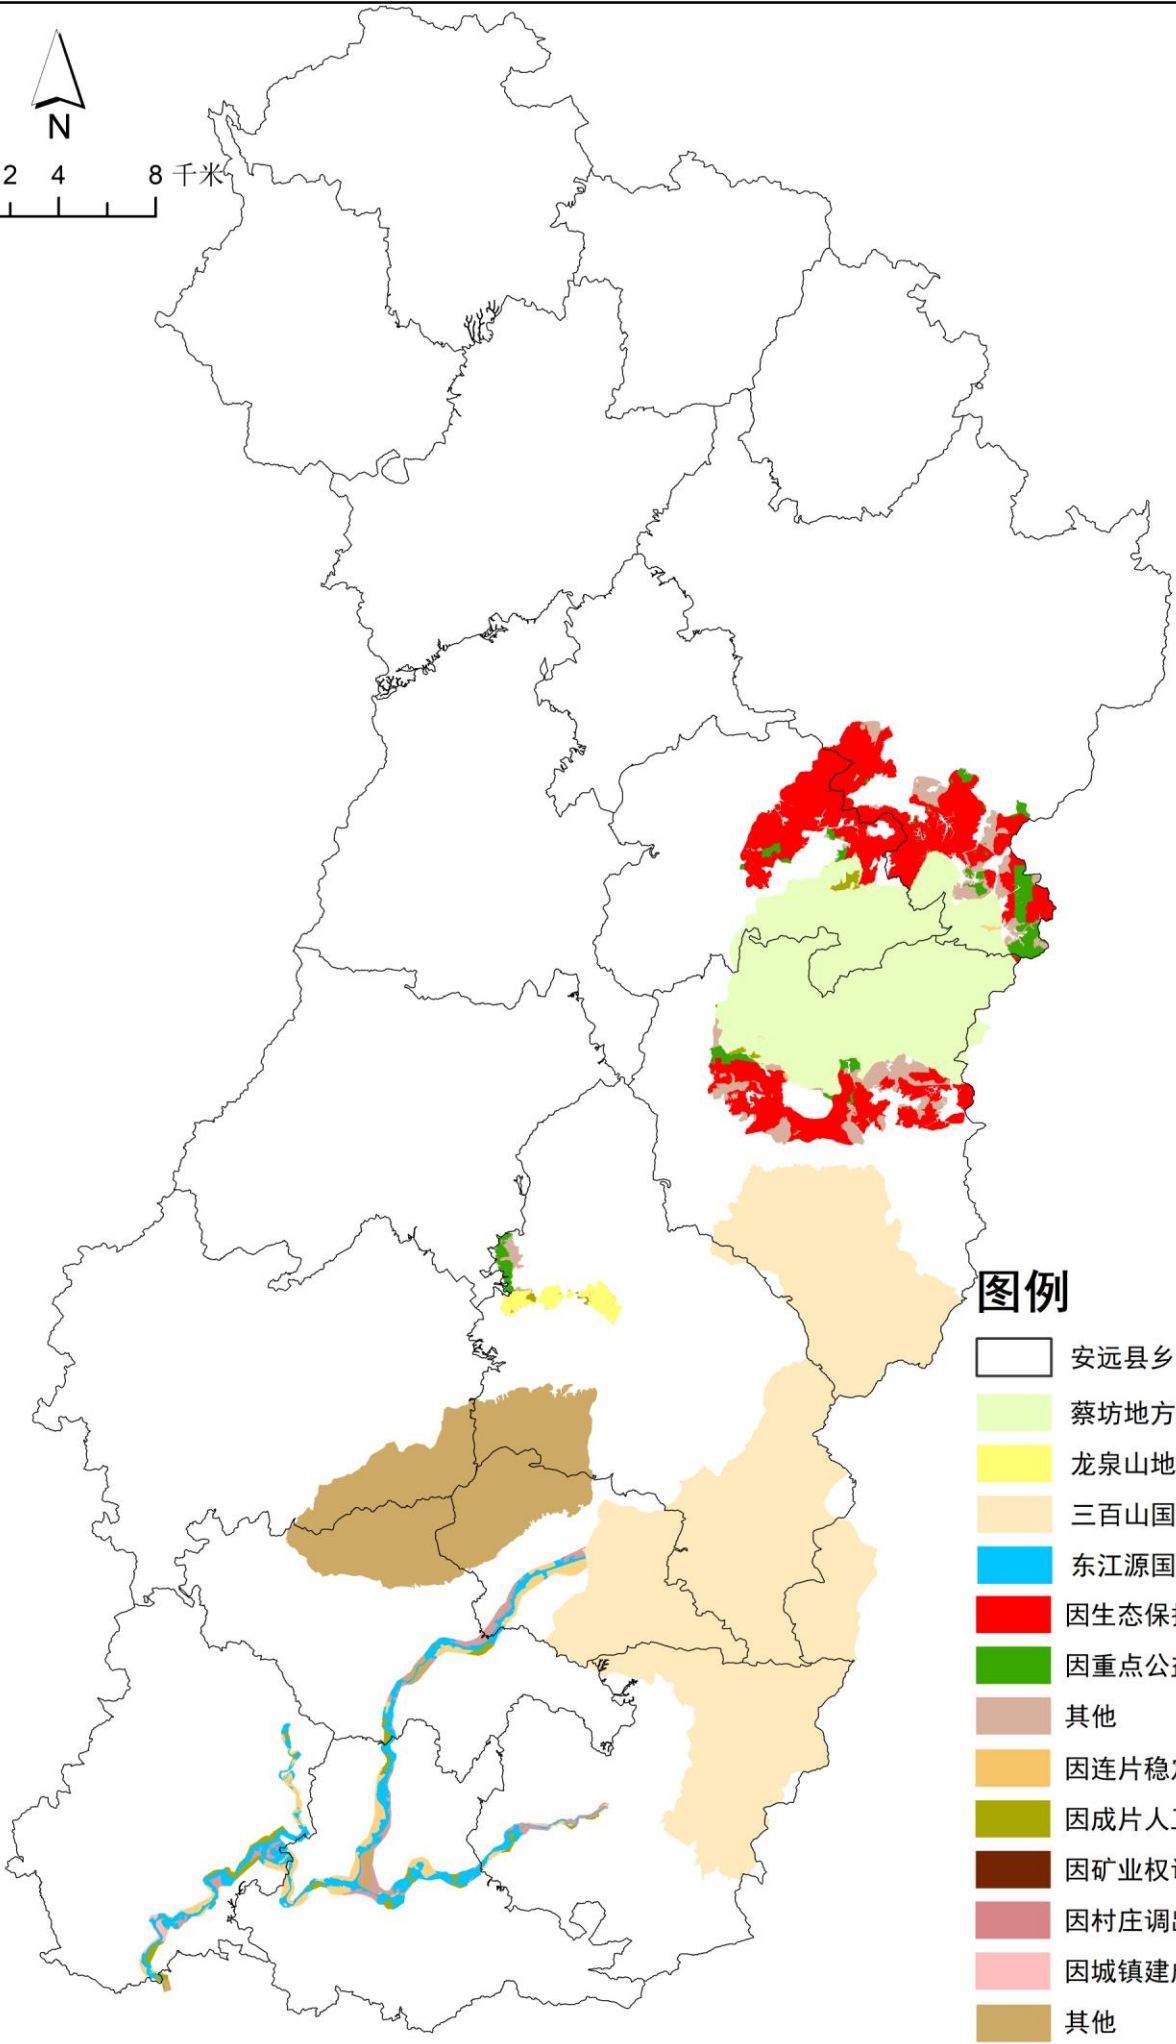 N
2 4 8 千米
图例
安远县乡
蔡坊地方
龙泉山地
三百山国
东江源国
因生态保
因重点公
其他
因连片稳
因成片人
因矿业权
因村庄调
因城镇建
其他